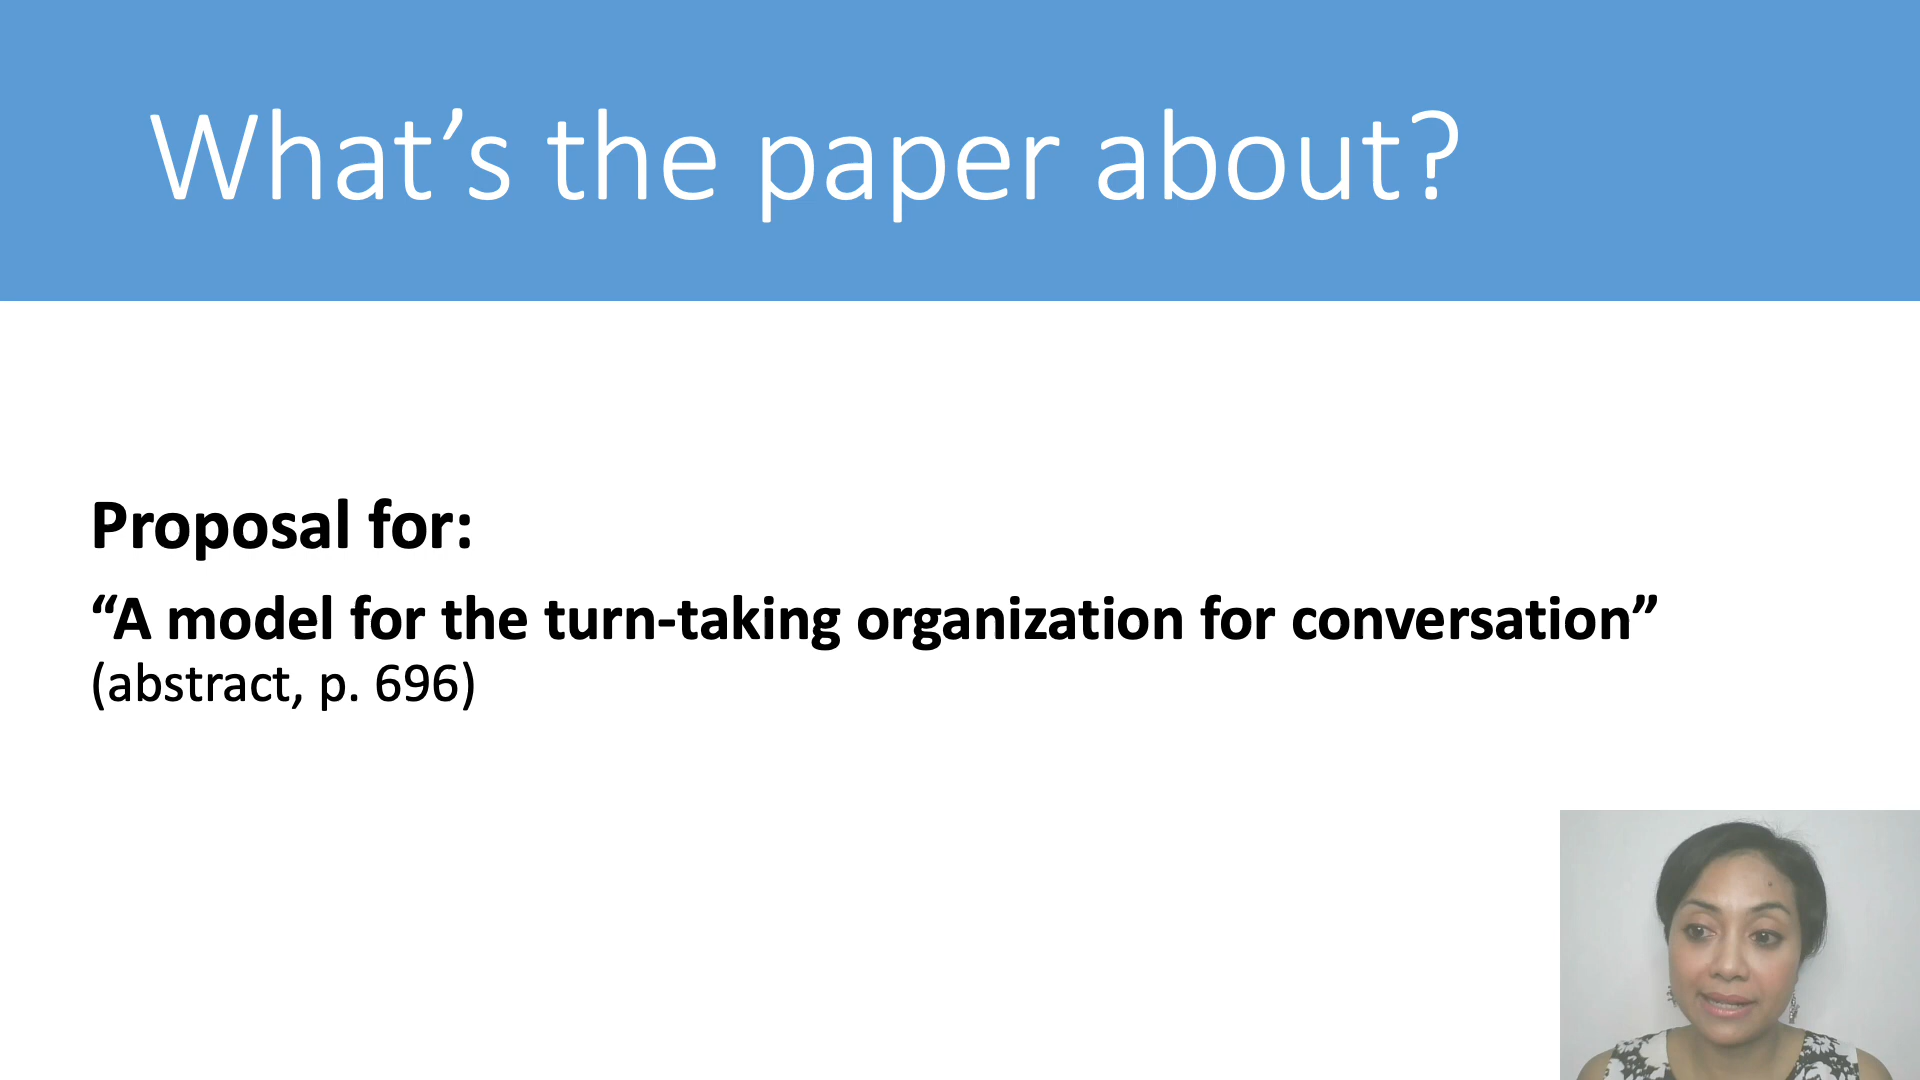 What’s the paper about?
Proposal for:
“A model for the turn-taking organization for conversation”
(abstract, p. 696)